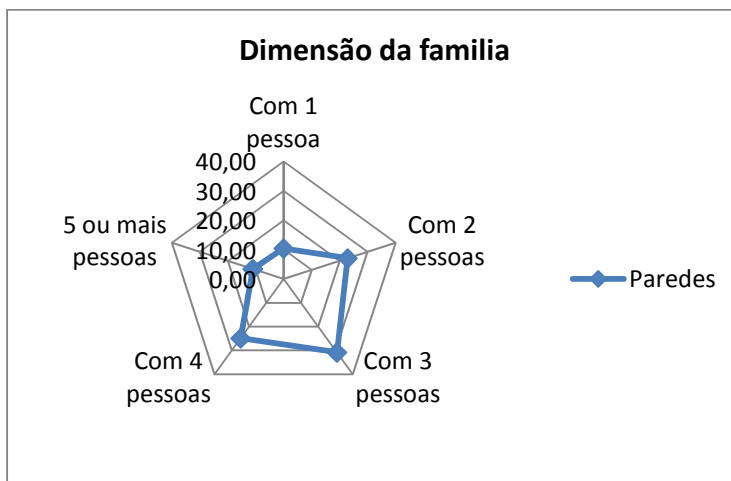 Dimensão da familia
Com 1
pessoa
40,00
30,00
20,00
10,00
0,00
Com 2
pessoas
Com 3
pessoas
Com 4
pessoas
5 ou mais
pessoas
Paredes